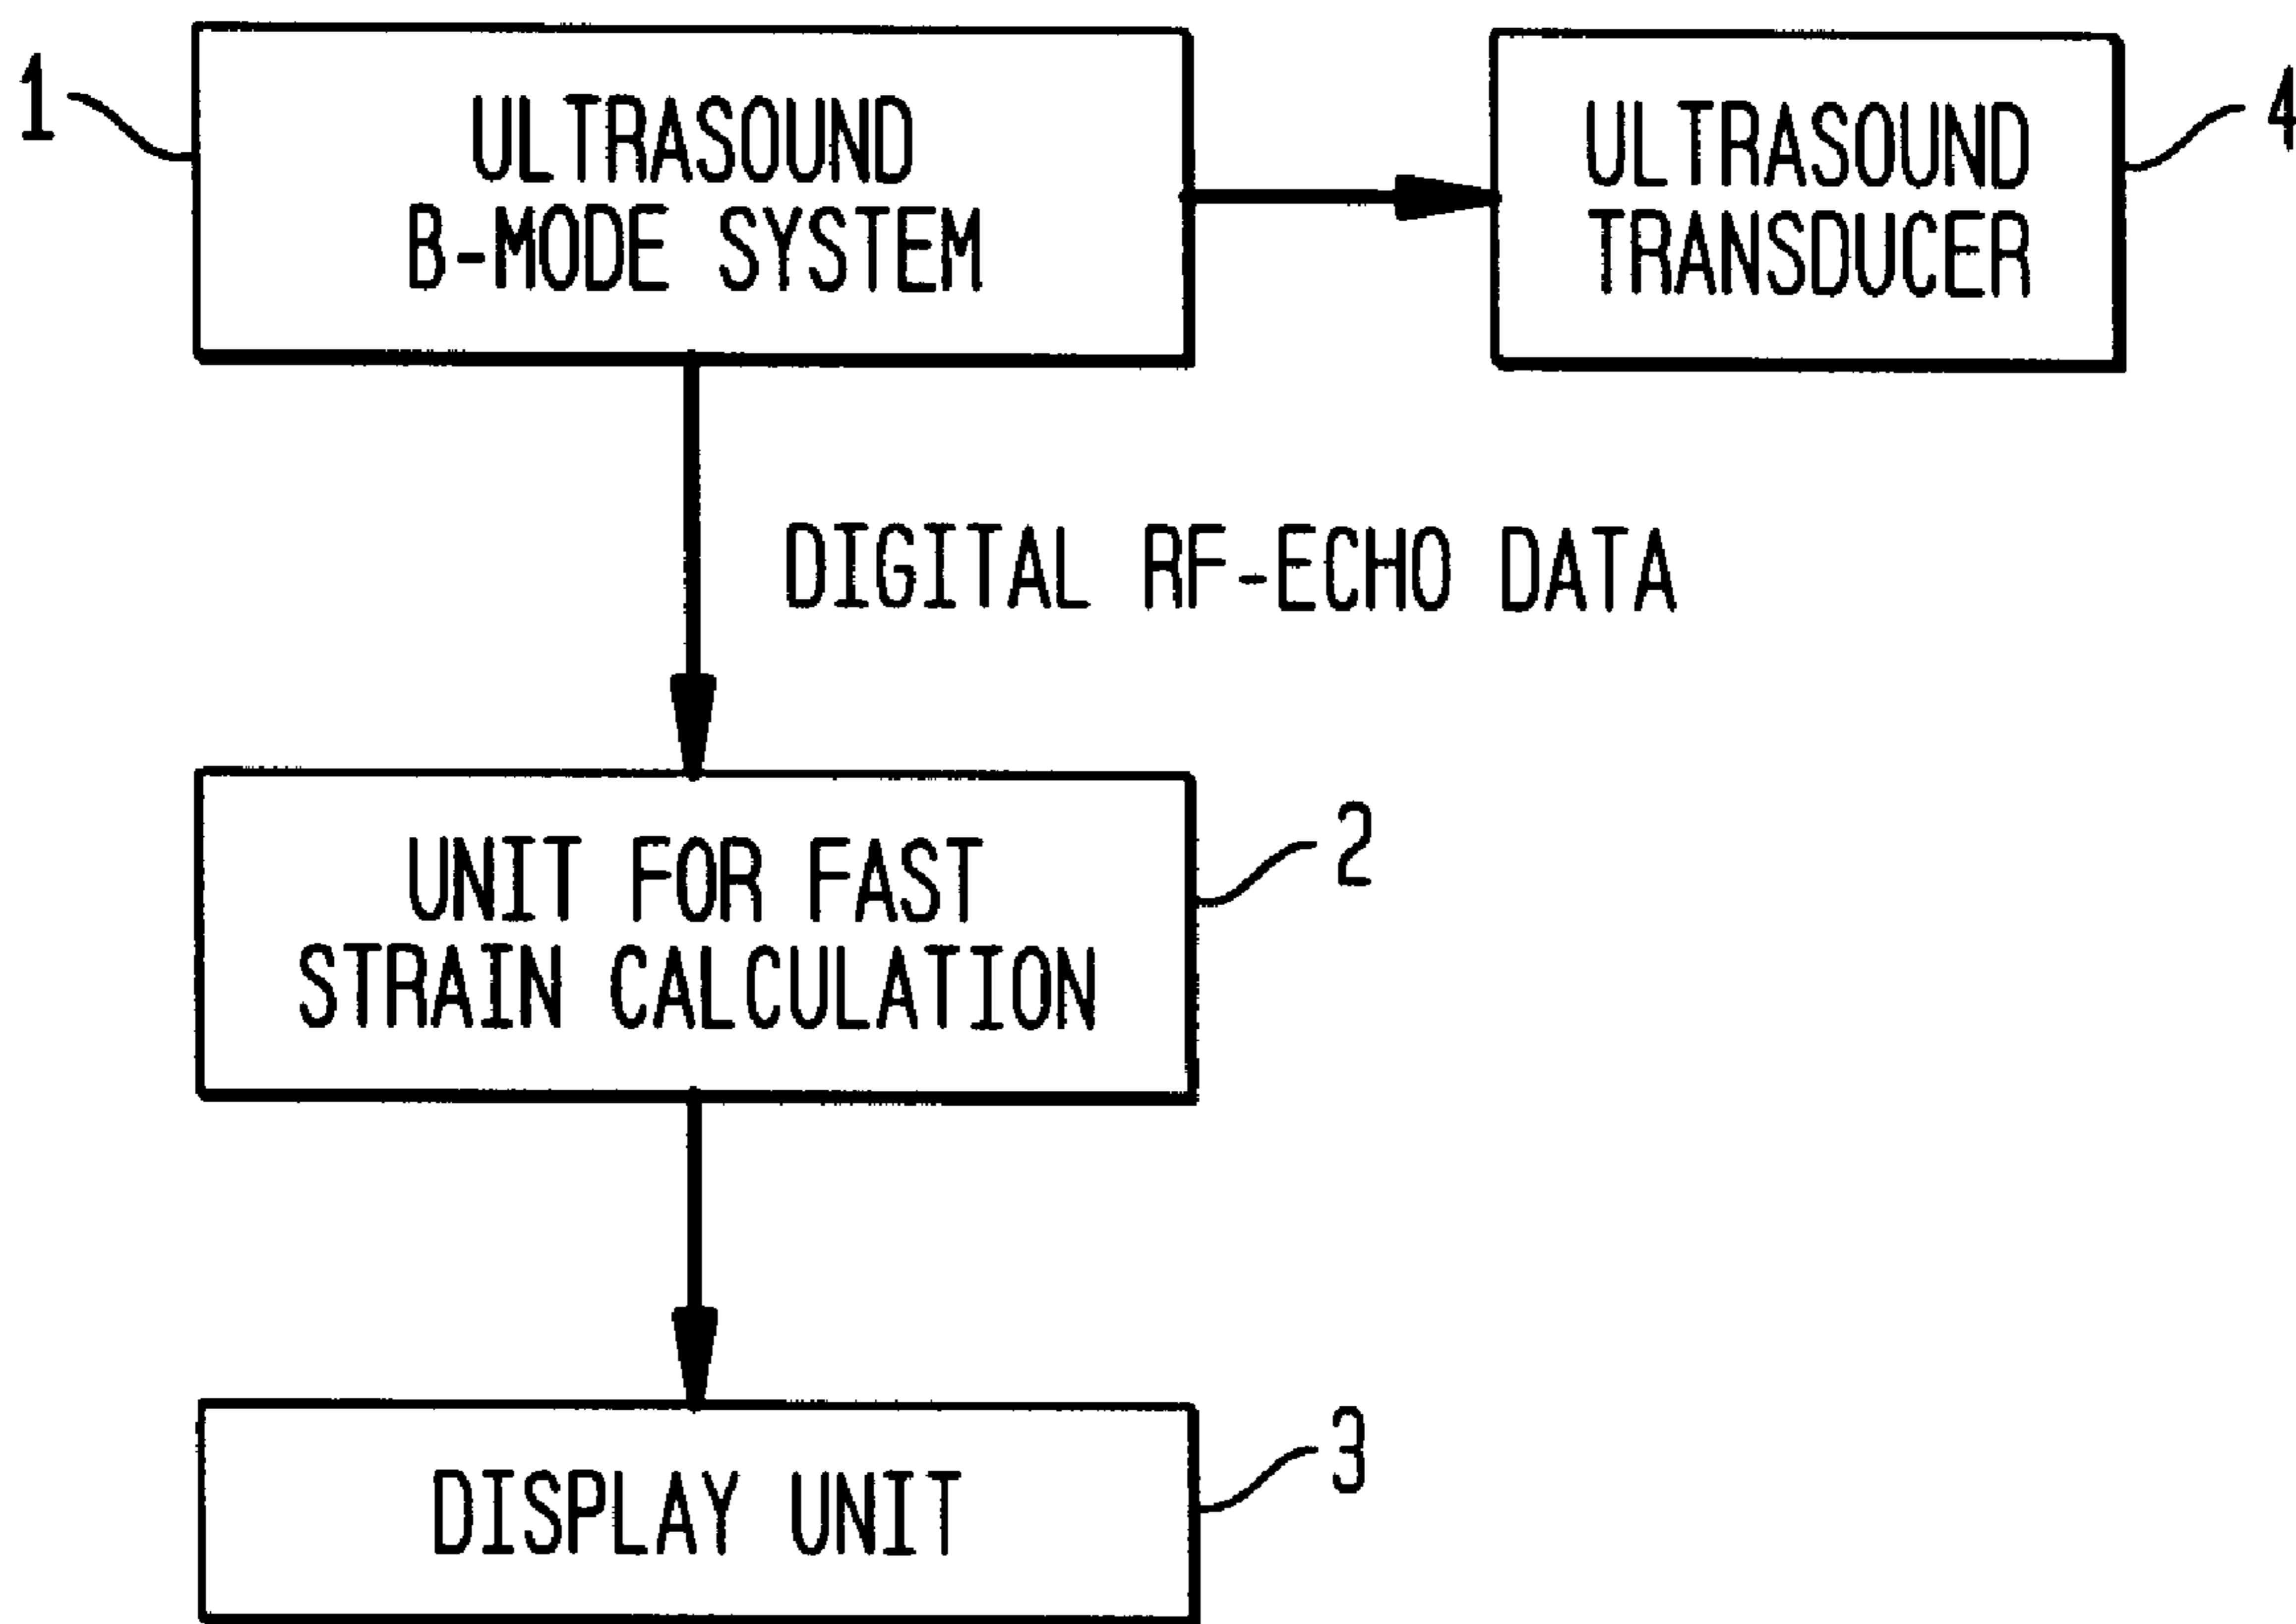 1
ULTRASOUND
B-MODE SYSTEM
ULTRASOUND
TRANSDUCER
4
DIGITAL RF-ECHO DATA
UNIT FOR FAST
STRAIN CALCULATION
2
DISPLAY UNIT
3